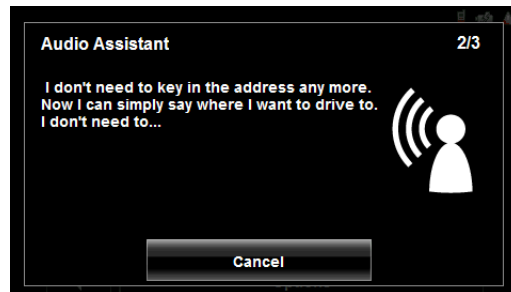 Audio Assistant 2/3
I don't need to key in the address any more.
Now I can simply say where I want to drive to.
I don't need to...
Cancel